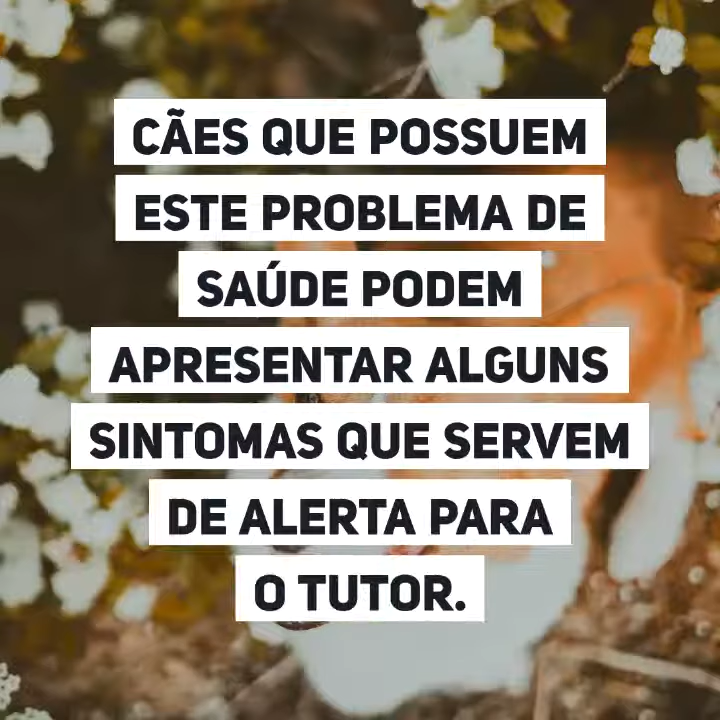 CÃES QUE POSSUEM
ESTE PROBLEMA DE
SAÚDE PODEM
APRESENTAR ALGUNS
SINTOMAS QUE SERVEM
DE ALERTA PARA
O TUTOR.